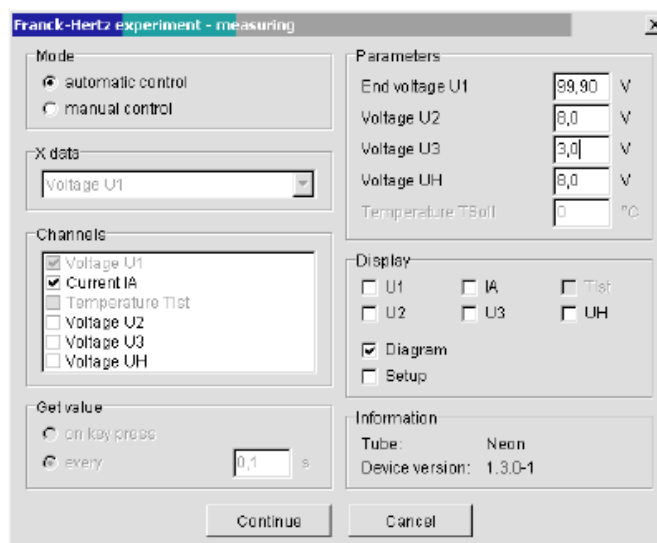 Franck-Hertz experiment - measuring
Mode
automatic control
manual control
X data
Voltage U1
Channels
Voltage U1
Current IA
Temperature Tist
Voltage U2
Voltage U3
Voltage UH
Get value
on key press
every 0,1 s
Parameters
End voltage U1 99,90 V
Voltage U2 8,0 V
Voltage U3 3,0 V
Voltage UH 8,0 V
Temperature TSoll 0 °C
Display
U1 IA Tist
U2 U3 UH
Diagram
Setup
Information
Tube: Neon
Device version: 1.3.0-1
Continue Cancel